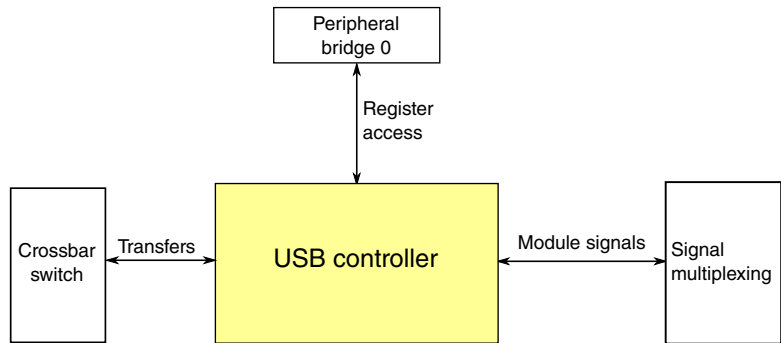 Peripheral
bridge 0
Register
access
Crossbar
switch
Transfers
USB controller
Module signals
Signal
multiplexing